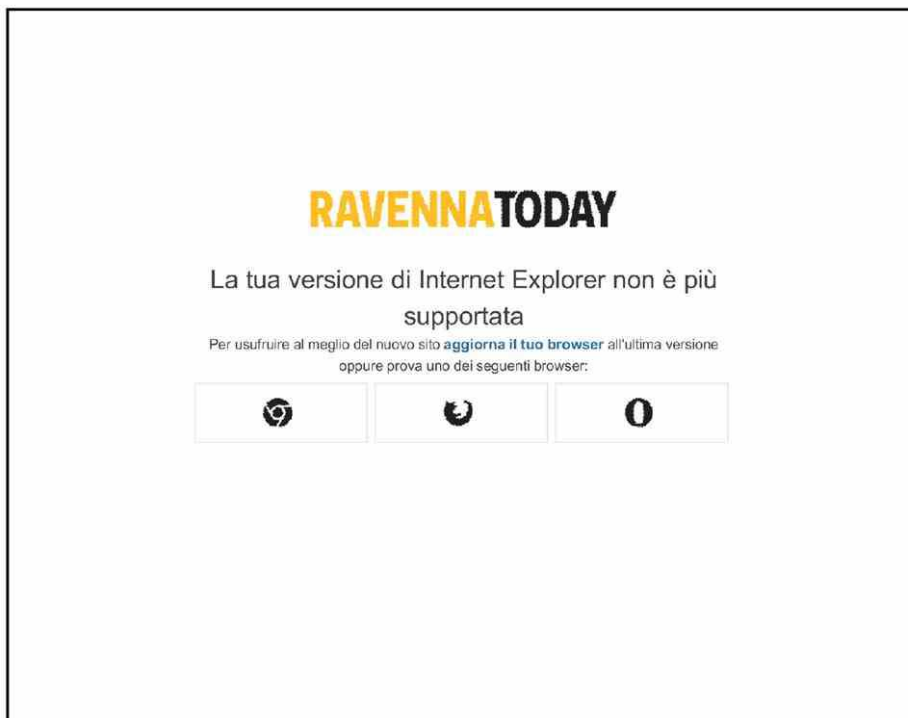 RAVENNATODAY
La tua versione di Internet Explorer non è più
supportata
Per usufruire al meglio del nuovo sito aggiorna il tuo browser all'ultima versione
oppure prova uno dei seguenti browser: